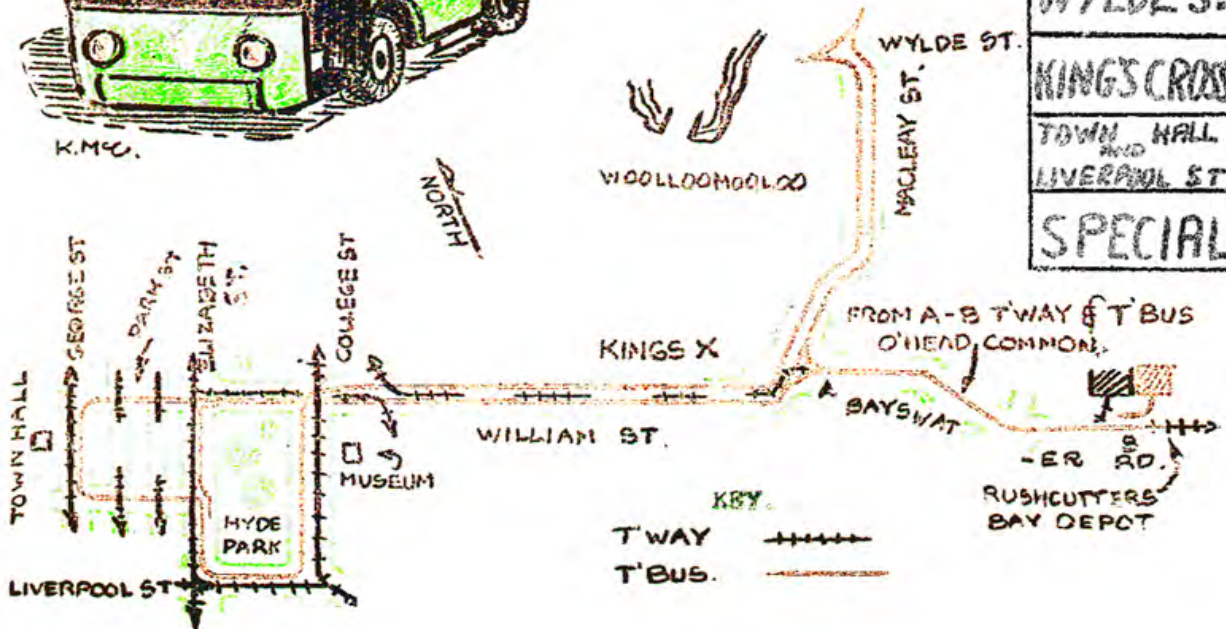 WYLDE ST.
KING'S CROSS
TOWN HALL
AND
LIVERPOOL ST
SPECIAL
K.McC.
WYLDE ST.
MACLEAY ST.
WOOLLOOMOOLOO
NORTH
TOWN HALL
GEORGE ST
PARK ST
ELIZABETH
ST.
COLLEGE ST
KINGS X
FROM A-B T'WAY & T'BUS
O'HEAD COMMON.
A
BAYSWAT
-ER RD.
B
WILLIAM ST.
MUSEUM
HYDE
PARK
RUSHCUTTERS
BAY DEPOT
KEY.
T'WAY
T'BUS.
LIVERPOOL ST